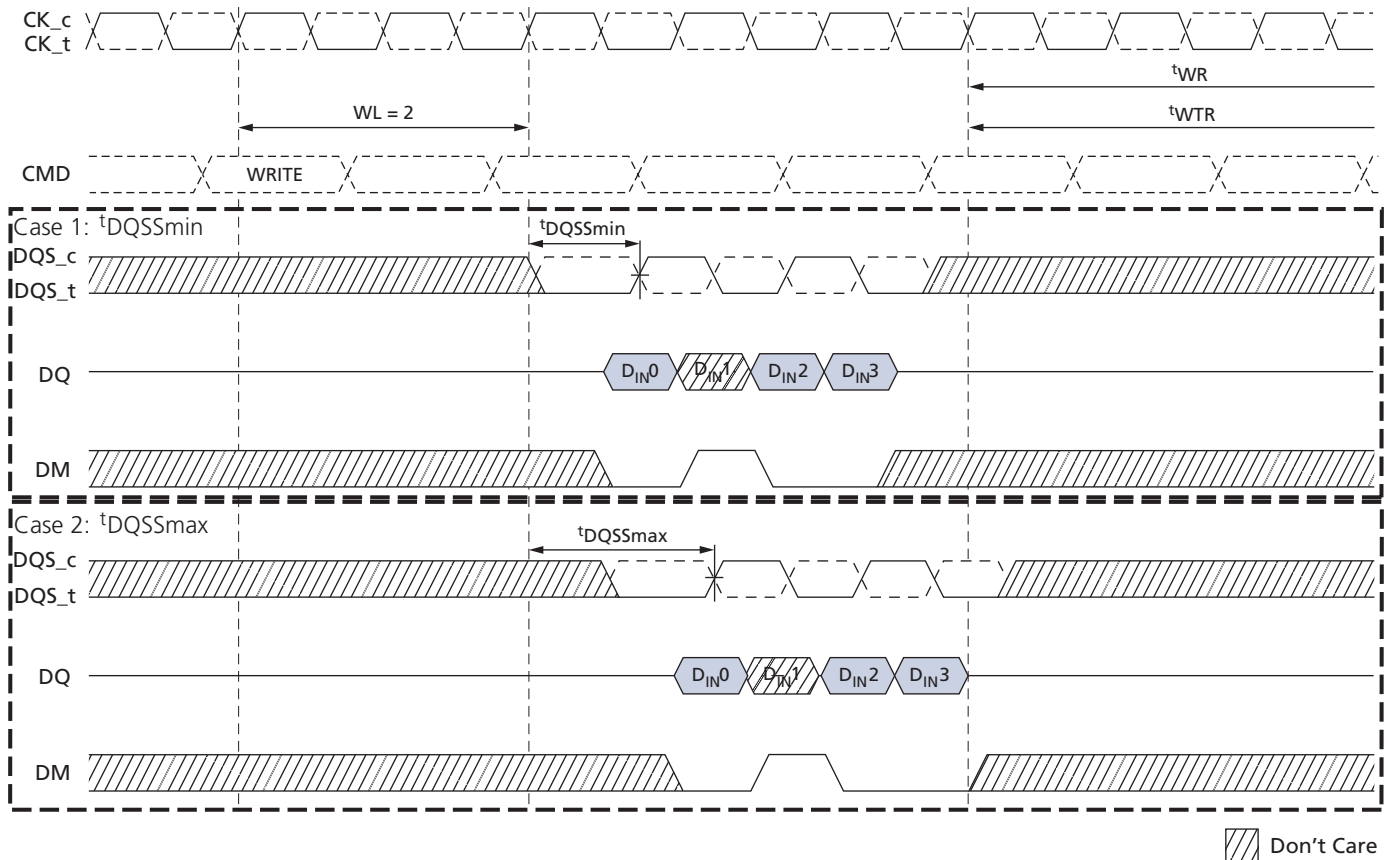 CK_c
CK_t
tWR
WL = 2
tWTR
CMD
WRITE
Case 1: tDQSSmin
tDQSSmin
DQS_c
DQS_t
DQ
DIN0
DIN1
DIN2
DIN3
DM
Case 2: tDQSSmax
tDQSSmax
DQS_c
DQS_t
DQ
DIN0
DIN1
DIN2
DIN3
DM
Don't Care